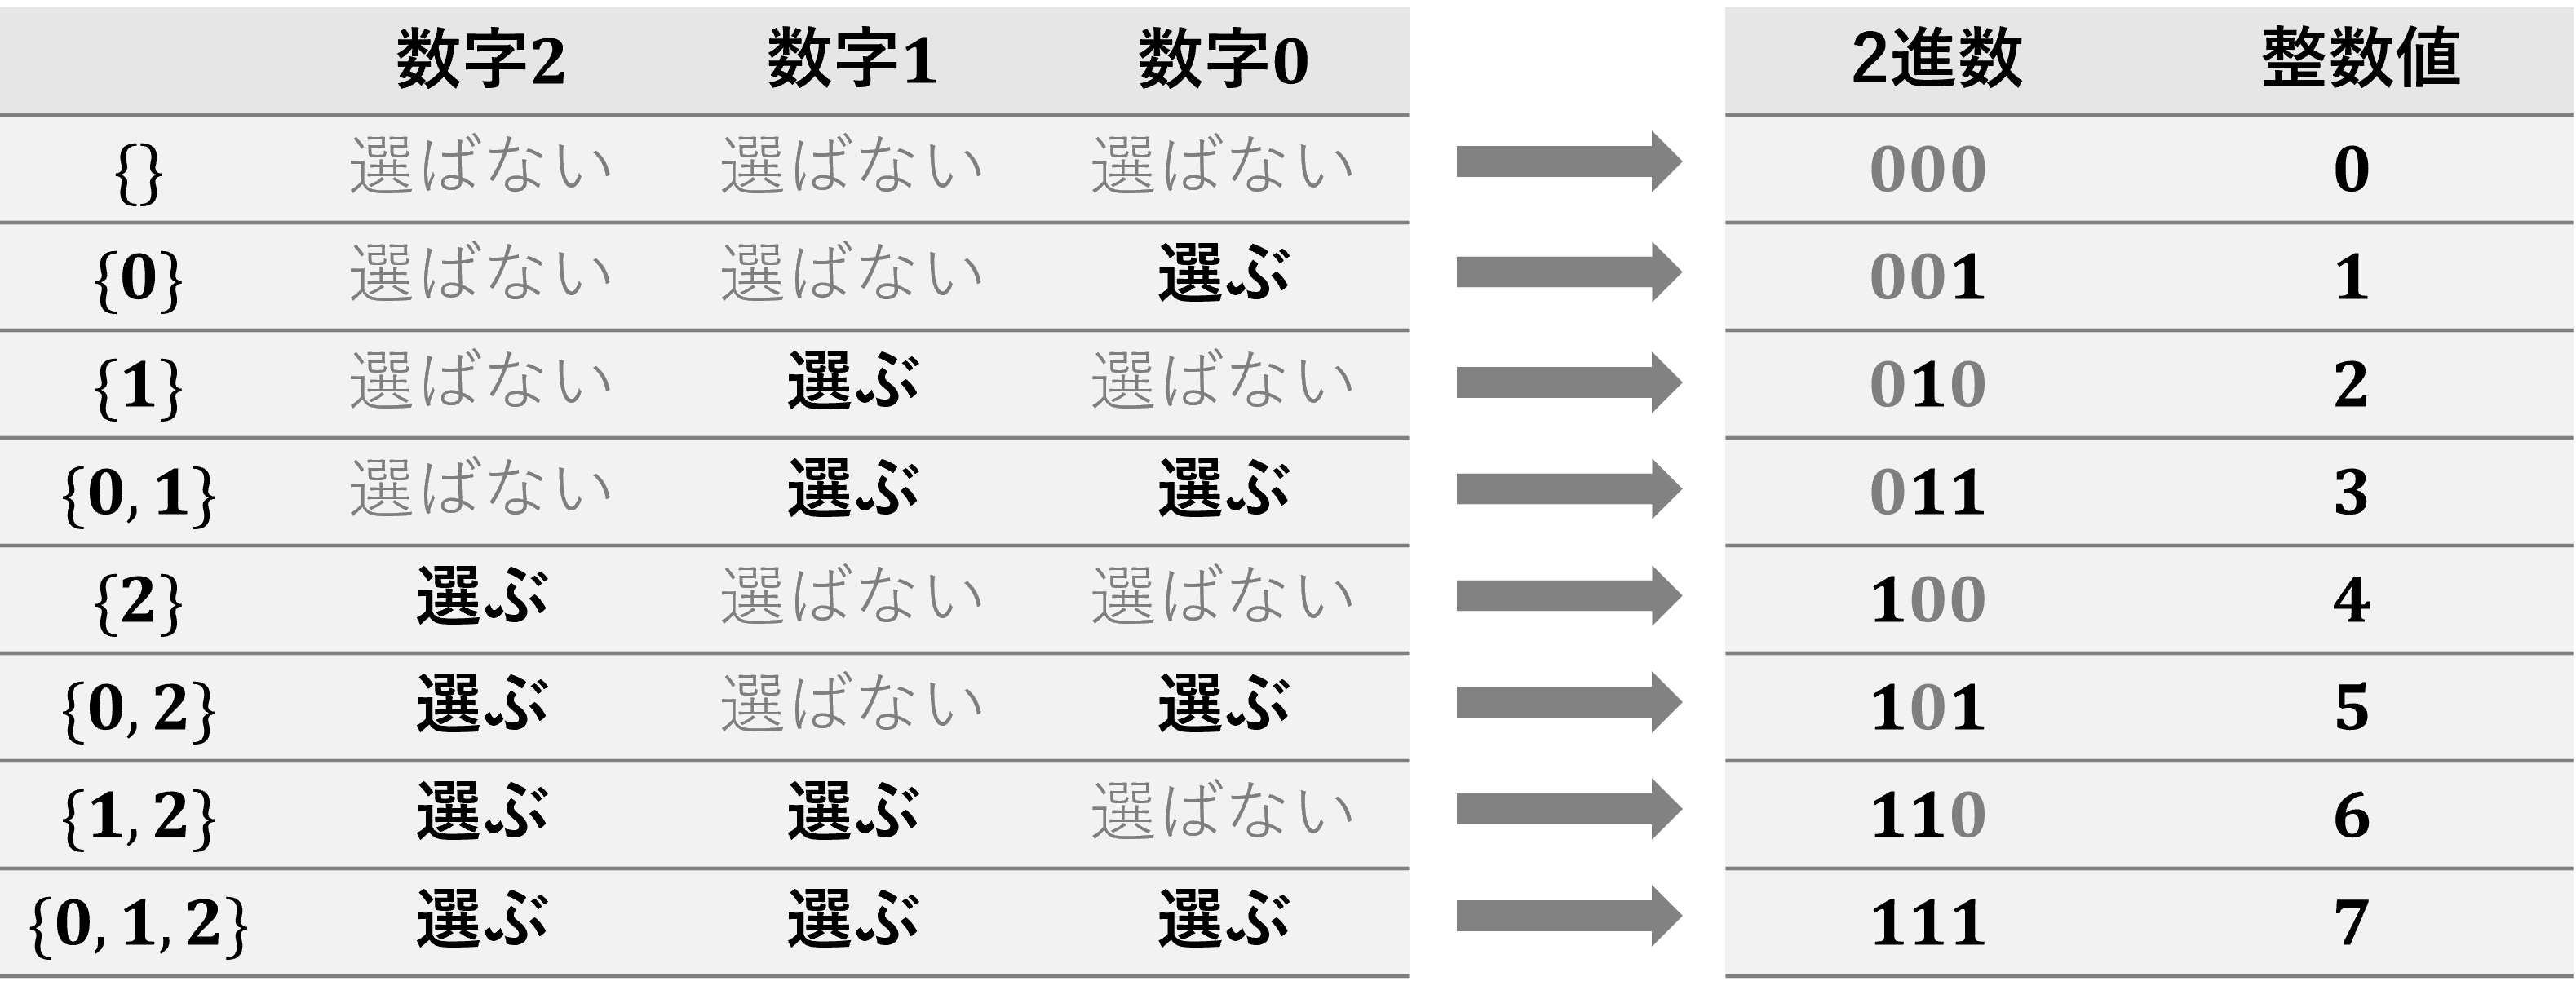 数字2 数字1 数字0 2進数 整数値
{} 選ばない 選ばない 選ばない 000 0
{0} 選ばない 選ばない 選ぶ 001 1
{1} 選ばない 選ぶ 選ばない 010 2
{0, 1} 選ばない 選ぶ 選ぶ 011 3
{2} 選ぶ 選ばない 選ばない 100 4
{0, 2} 選ぶ 選ばない 選ぶ 101 5
{1, 2} 選ぶ 選ぶ 選ばない 110 6
{0, 1, 2} 選ぶ 選ぶ 選ぶ 111 7